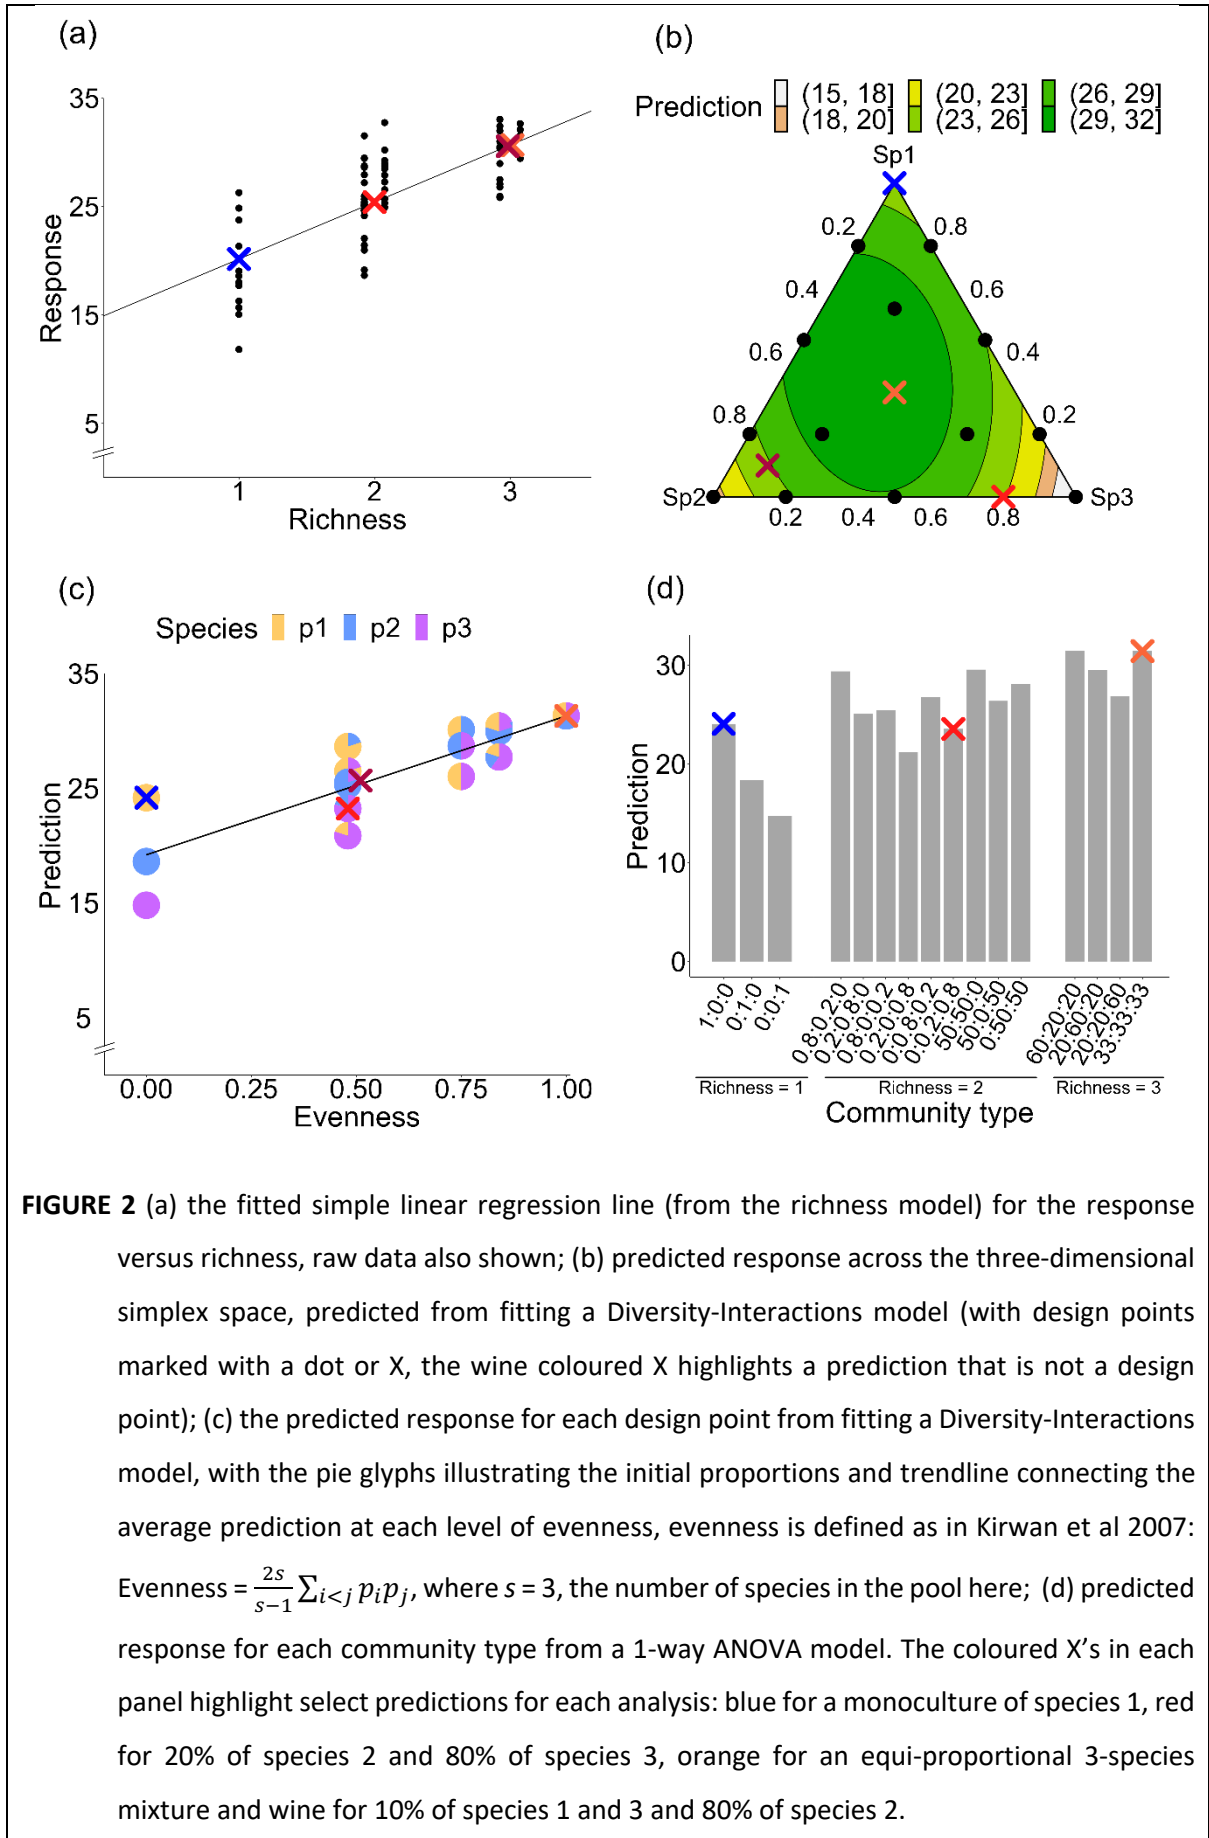 (a)
35
25
15
5
Response
1
2
3
Richness
(b)
Prediction
(15, 18]
(20, 23]
(26, 29]
(18, 20]
(23, 26]
(29, 32]
Sp1
0.2
0.8
0.4
0.6
0.6
0.4
0.8
0.2
Sp2
Sp3
0.2
0.4
0.6
0.8
(c)
Species
p1
p2
p3
35
25
15
5
Prediction
0.00
0.25
0.50
0.75
1.00
Evenness
(d)
30
20
10
0
Prediction
1:0:0
0:1:0
0:0:1
0.8:0.2:0
0.2:0.8:0
0.8:0:0.2
0.2:0:0.8
0:0.8:0.2
0:0.2:0.8
50:50:0
50:0:50
0:50:50
60:20:20
20:60:20
20:20:60
33:33:33
Richness = 1
Richness = 2
Richness = 3
Community type
FIGURE 2 (a) the fitted simple linear regression line (from the richness model) for the response
versus richness, raw data also shown; (b) predicted response across the three-dimensional
simplex space, predicted from fitting a Diversity-Interactions model (with design points
marked with a dot or X, the wine coloured X highlights a prediction that is not a design
point); (c) the predicted response for each design point from fitting a Diversity-Interactions
model, with the pie glyphs illustrating the initial proportions and trendline connecting the
average prediction at each level of evenness, evenness is defined as in Kirwan et al 2007:
Evenness = \frac{2s}{s-1} \sum_{i<j} p_i p_j, where s = 3, the number of species in the pool here; (d) predicted
response for each community type from a 1-way ANOVA model. The coloured X’s in each
panel highlight select predictions for each analysis: blue for a monoculture of species 1, red
for 20% of species 2 and 80% of species 3, orange for an equi-proportional 3-species
mixture and wine for 10% of species 1 and 3 and 80% of species 2.